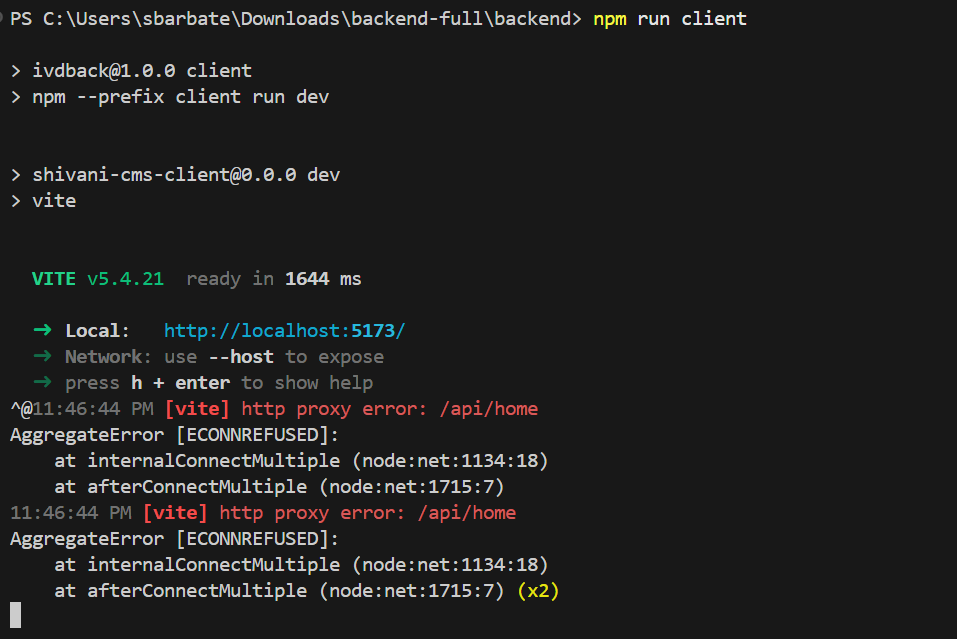 PS C:\Users\sbarbate\Downloads\backend-full\backend> npm run client
> ivdback@1.0.0 client
> npm --prefix client run dev
> shivani-cms-client@0.0.0 dev
> vite
VITE v5.4.21 ready in 1644 ms
➜ Local: http://localhost:5173/
➜ Network: use --host to expose
➜ press h + enter to show help
^@11:46:44 PM [vite] http proxy error: /api/home
AggregateError [ECONNREFUSED]:
at internalConnectMultiple (node:net:1134:18)
at afterConnectMultiple (node:net:1715:7)
11:46:44 PM [vite] http proxy error: /api/home
AggregateError [ECONNREFUSED]:
at internalConnectMultiple (node:net:1134:18)
at afterConnectMultiple (node:net:1715:7) (x2)